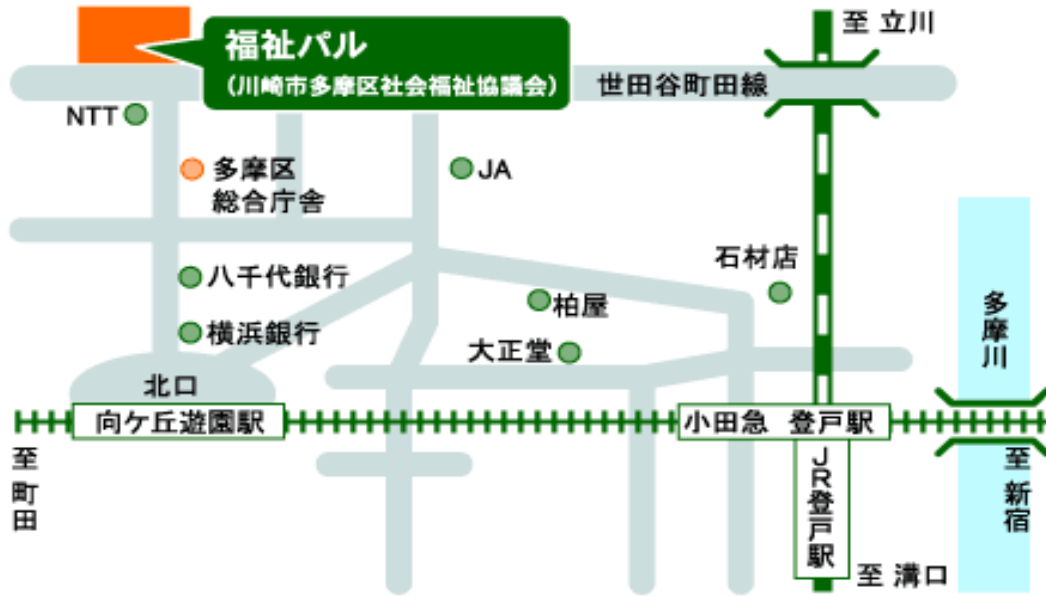 至 立川
福祉パル
(川崎市多摩区社会福祉協議会)
世田谷町田線
NTT
多摩区
総合庁舎
JA
石材店
八千代銀行
柏屋
多摩川
横浜銀行
大正堂
北口
向ケ丘遊園駅
小田急 登戸駅
至町田
JR登戸駅
至新宿
至 溝口